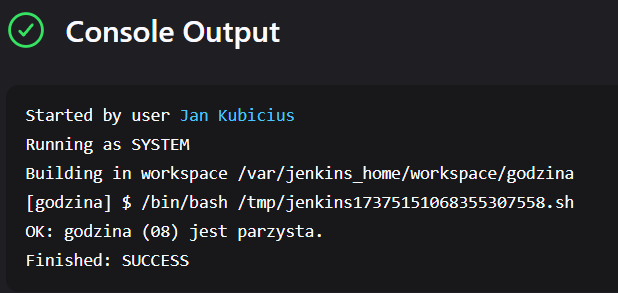 Console Output
Started by user Jan Kubicius
Running as SYSTEM
Building in workspace /var/jenkins_home/workspace/godzina
[godzina] $ /bin/bash /tmp/jenkins17375151068355307558.sh
OK: godzina (08) jest parzysta.
Finished: SUCCESS